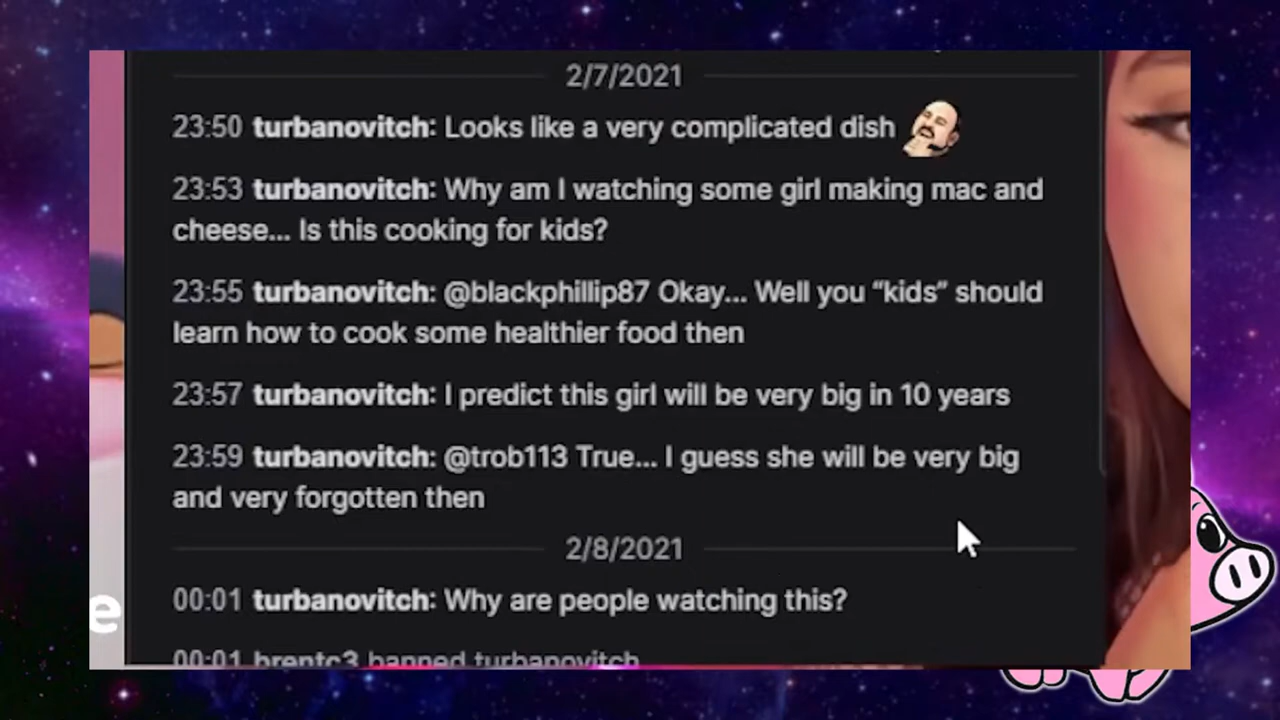 2/7/2021
23:50 turbanovitch: Looks like a very complicated dish
23:53 turbanovitch: Why am I watching some girl making mac and
cheese... Is this cooking for kids?
23:55 turbanovitch: @blackphillip87 Okay... Well you “kids” should
learn how to cook some healthier food then
23:57 turbanovitch: I predict this girl will be very big in 10 years
23:59 turbanovitch: @trob113 True... I guess she will be very big
and very forgotten then
2/8/2021
00:01 turbanovitch: Why are people watching this?
00:01 brentc3 banned turbanovitch
e